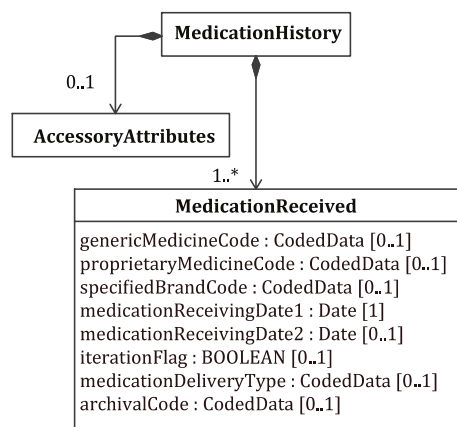 MedicationHistory
0..1
AccessoryAttributes
1..*
MedicationReceived
genericMedicineCode : CodedData [0..1]
proprietaryMedicineCode : CodedData [0..1]
specifiedBrandCode : CodedData [0..1]
medicationReceivingDate1 : Date [1]
medicationReceivingDate2 : Date [0..1]
iterationFlag : BOOLEAN [0..1]
medicationDeliveryType : CodedData [0..1]
archivalCode : CodedData [0..1]